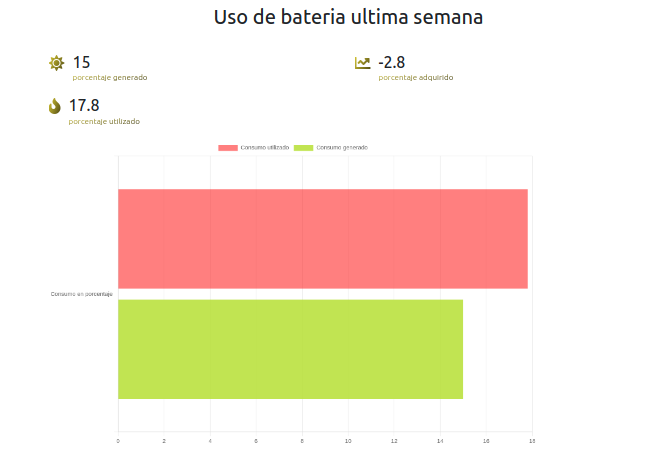 Uso de bateria ultima semana
15
porcentaje generado
-2.8
porcentaje adquirido
17.8
porcentaje utilizado
Consumo utilizado
Consumo generado
Consumo en porcentaje
0 2 4 6 8 10 12 14 16 18